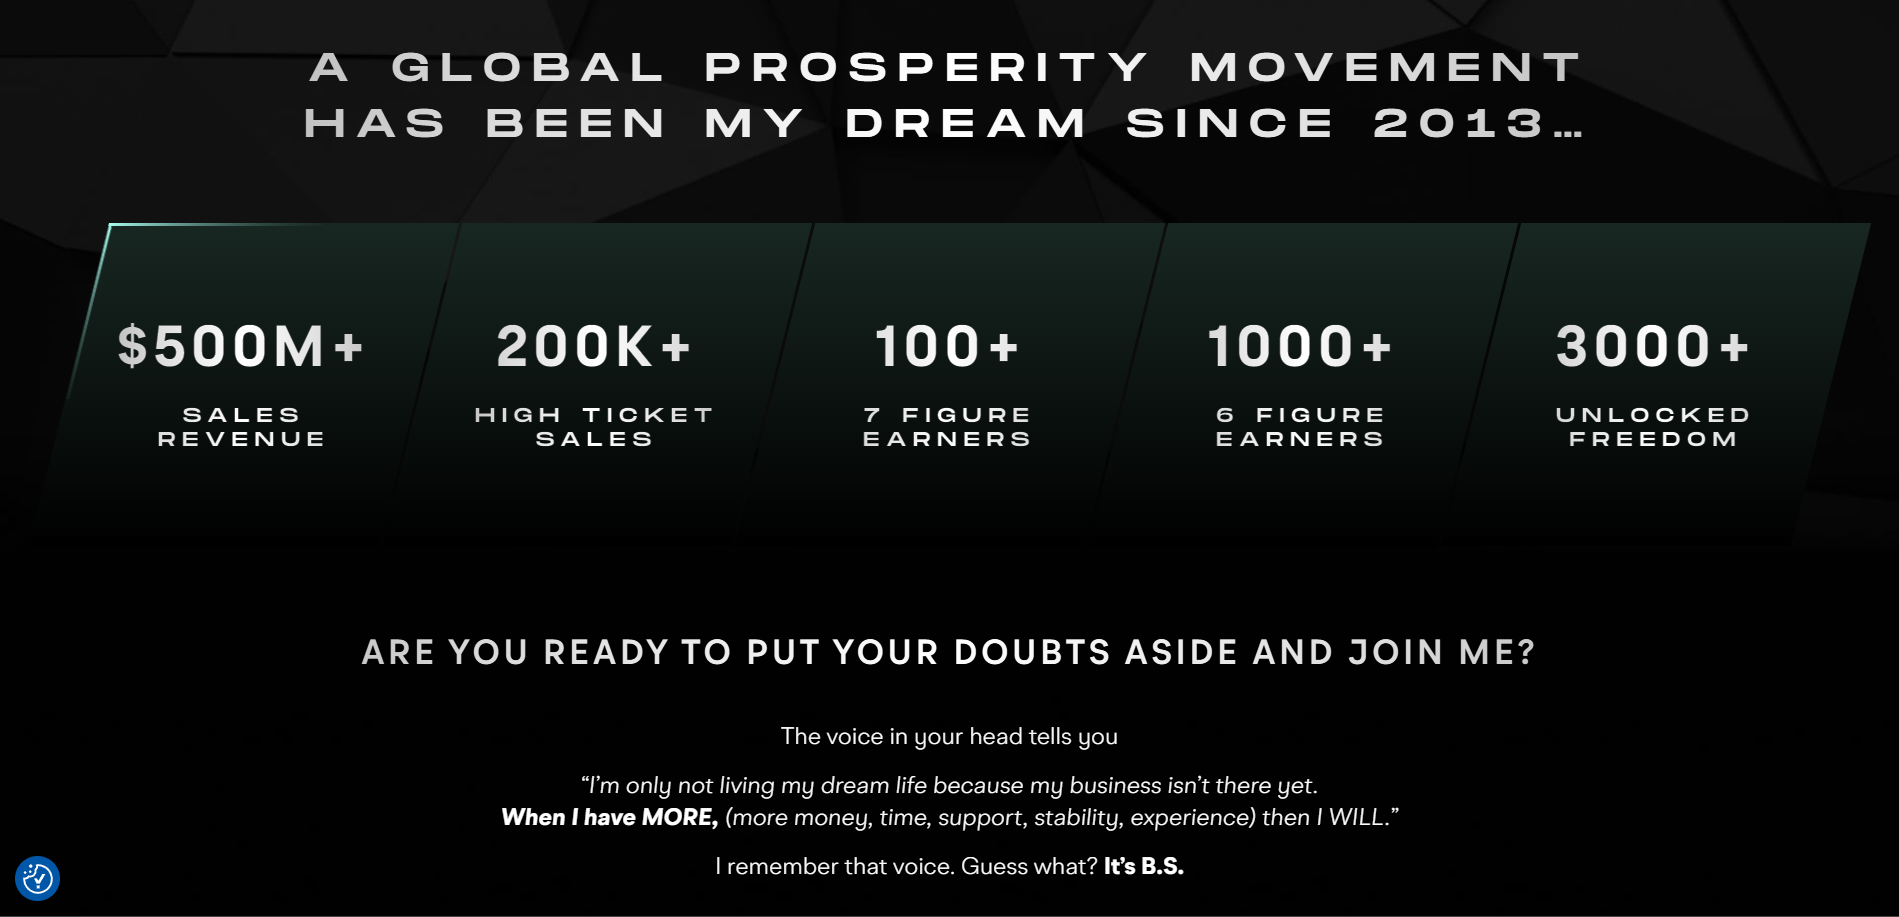 A GLOBAL PROSPERITY MOVEMENT
HAS BEEN MY DREAM SINCE 2013...
$500M+
SALES
REVENUE
200K+
HIGH TICKET
SALES
100+
7 FIGURE
EARNERS
1000+
6 FIGURE
EARNERS
3000+
UNLOCKED
FREEDOM
ARE YOU READY TO PUT YOUR DOUBTS ASIDE AND JOIN ME?
The voice in your head tells you
“I’m only not living my dream life because my business isn’t there yet.
When I have MORE, (more money, time, support, stability, experience) then I WILL.”
I remember that voice. Guess what? It’s B.S.